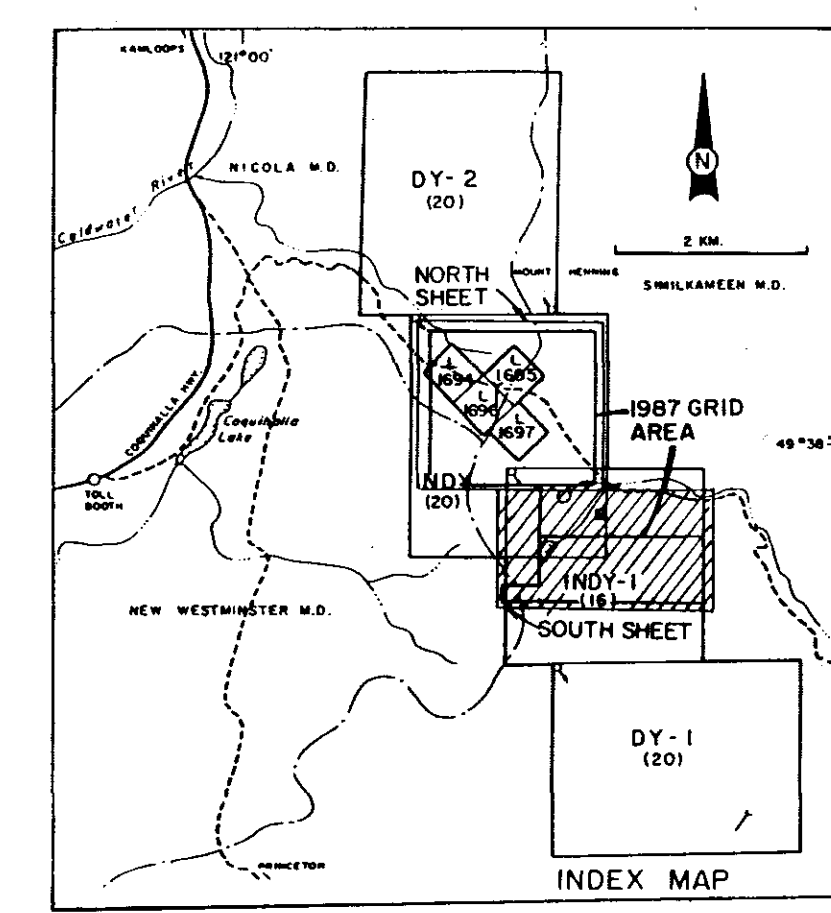 KAMLOOPS
121°00'
NICOLA M.D.
Coldwater River
DY-2
(20)
N
2 KM.
MOUNT HENNING
SIMILKAMEEN M.D.
NORTH
SHEET
L
1694
L
1685
L
1696
L
1697
1987 GRID
AREA
49°38'
COQUIHALLA HWY.
Coquihalla
Lake
TOLL
BOOTH
INDY
(20)
INDY-1
(16)
NEW WESTMINSTER M.D.
SOUTH SHEET
DY-1
(20)
PRINCETON
INDEX MAP